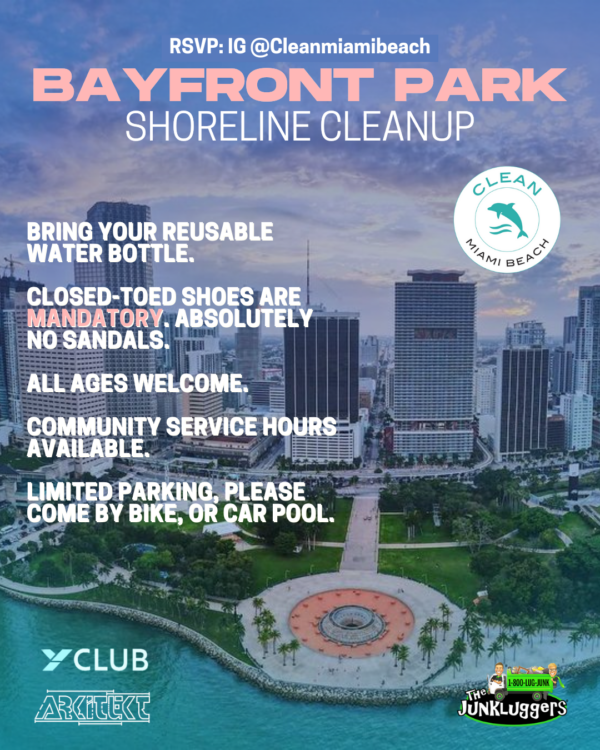 RSVP: IG @Cleanmiamibeach
BAYFRONT PARK
SHORELINE CLEANUP
CLEAN
MIAMI BEACH
BRING YOUR REUSABLE
WATER BOTTLE.
CLOSED-TOED SHOES ARE
MANDATORY. ABSOLUTELY
NO SANDALS.
ALL AGES WELCOME.
COMMUNITY SERVICE HOURS
AVAILABLE.
LIMITED PARKING, PLEASE
COME BY BIKE, OR CAR POOL.
YCLUB
ARKITEKT
1-800-LUG-JUNK
THE
JUNKLUGGERS